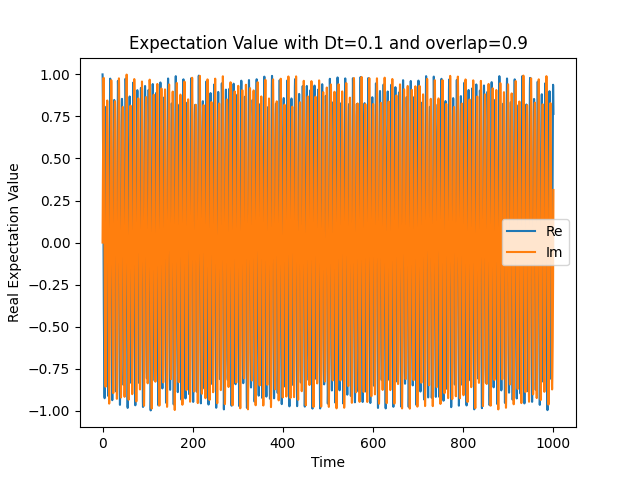 Expectation Value with Dt=0.1 and overlap=0.9
1.00
0.75
0.50
0.25
0.00
−0.25
−0.50
−0.75
−1.00
Real Expectation Value
Re
Im
0 200 400 600 800 1000
Time